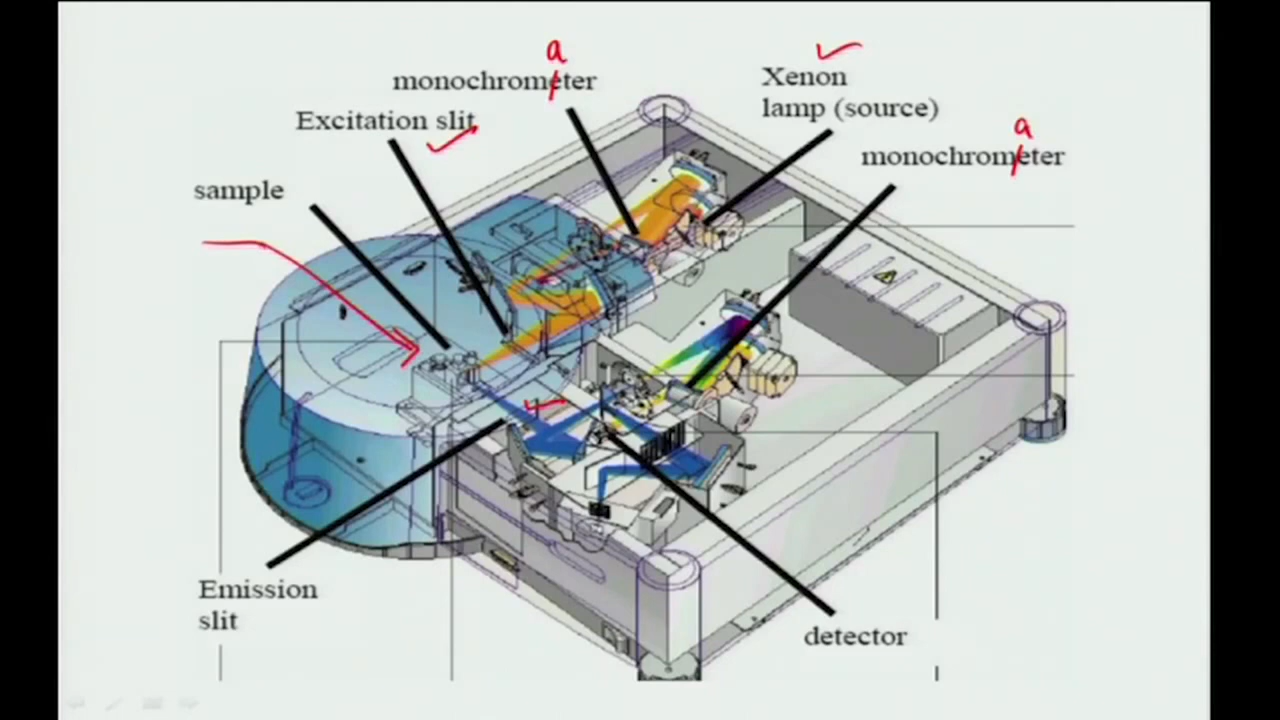 a
monochrometer
Xenon
lamp (source)
Excitation slit
a
monochrometer
sample
Emission
slit
detector